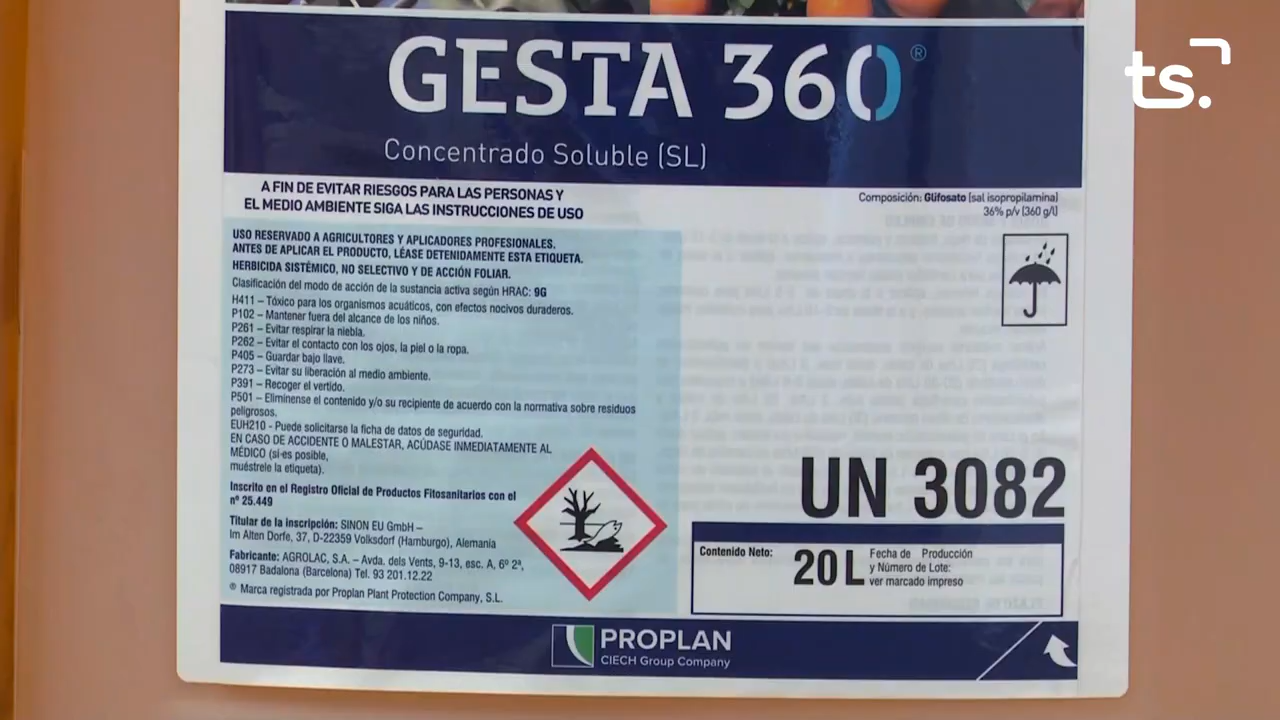 ts.
GESTA 360®
Concentrado Soluble (SL)
A FIN DE EVITAR RIESGOS PARA LAS PERSONAS Y
EL MEDIO AMBIENTE SIGA LAS INSTRUCCIONES DE USO
Composición: Glifosato (sal isopropilamina)
36% p/v (360 g/l)
USO RESERVADO A AGRICULTORES Y APLICADORES PROFESIONALES.
ANTES DE APLICAR EL PRODUCTO, LÉASE DETENIDAMENTE ESTA ETIQUETA.
HERBICIDA SISTÉMICO, NO SELECTIVO Y DE ACCIÓN FOLIAR.
Clasificación del modo de acción de la sustancia activa según HRAC: 9G
H411 – Tóxico para los organismos acuáticos, con efectos nocivos duraderos.
P102 – Mantener fuera del alcance de los niños.
P261 – Evitar respirar la niebla.
P262 – Evitar el contacto con los ojos, la piel o la ropa.
P405 – Guardar bajo llave.
P273 – Evitar su liberación al medio ambiente.
P391 – Recoger el vertido.
P501 – Elimínense el contenido y/o su recipiente de acuerdo con la normativa sobre residuos
peligrosos.
EUH210 - Puede solicitarse la ficha de datos de seguridad.
EN CASO DE ACCIDENTE O MALESTAR, ACÚDASE INMEDIATAMENTE AL
MÉDICO (si es posible,
muéstrele la etiqueta).
Inscrito en el Registro Oficial de Productos Fitosanitarios con el
nº 25.449
Titular de la inscripción: SINON EU GmbH –
Im Alten Dorfe, 37, D-22359 Volksdorf (Hamburgo), Alemania
Fabricante: AGROLAC, S.A. – Avda. dels Vents, 9-13, esc. A, 6º 2ª,
08917 Badalona (Barcelona) Tel. 93 201.12.22
® Marca registrada por Proplan Plant Protection Company, S.L.
UN 3082
Contenido Neto: 20 L
Fecha de Producción
y Número de Lote:
ver marcado impreso
PROPLAN
CIECH Group Company